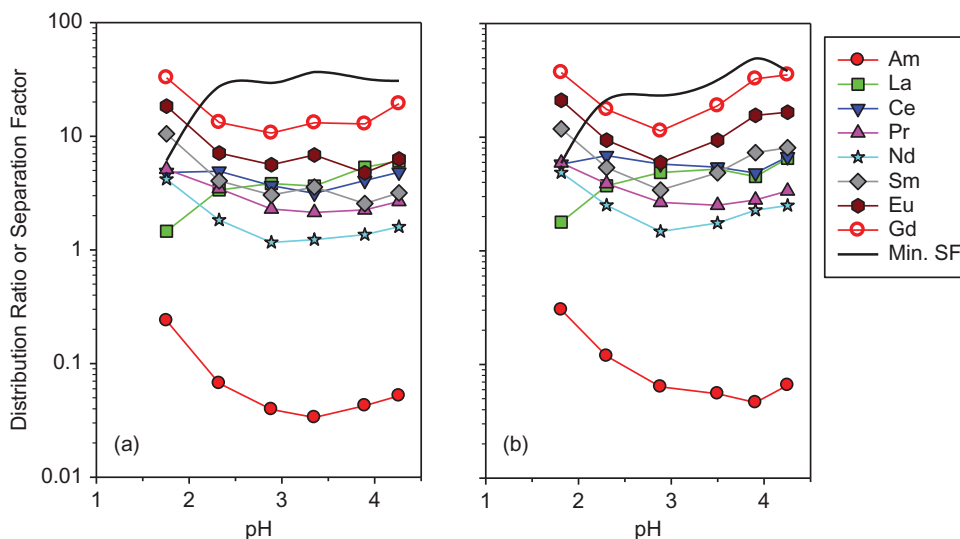 Distribution Ratio or Separation Factor
100
10
1
0.1
0.01
(a)
1 2 3 4
pH
(b)
1 2 3 4
pH
Am
La
Ce
Pr
Nd
Sm
Eu
Gd
Min. SF